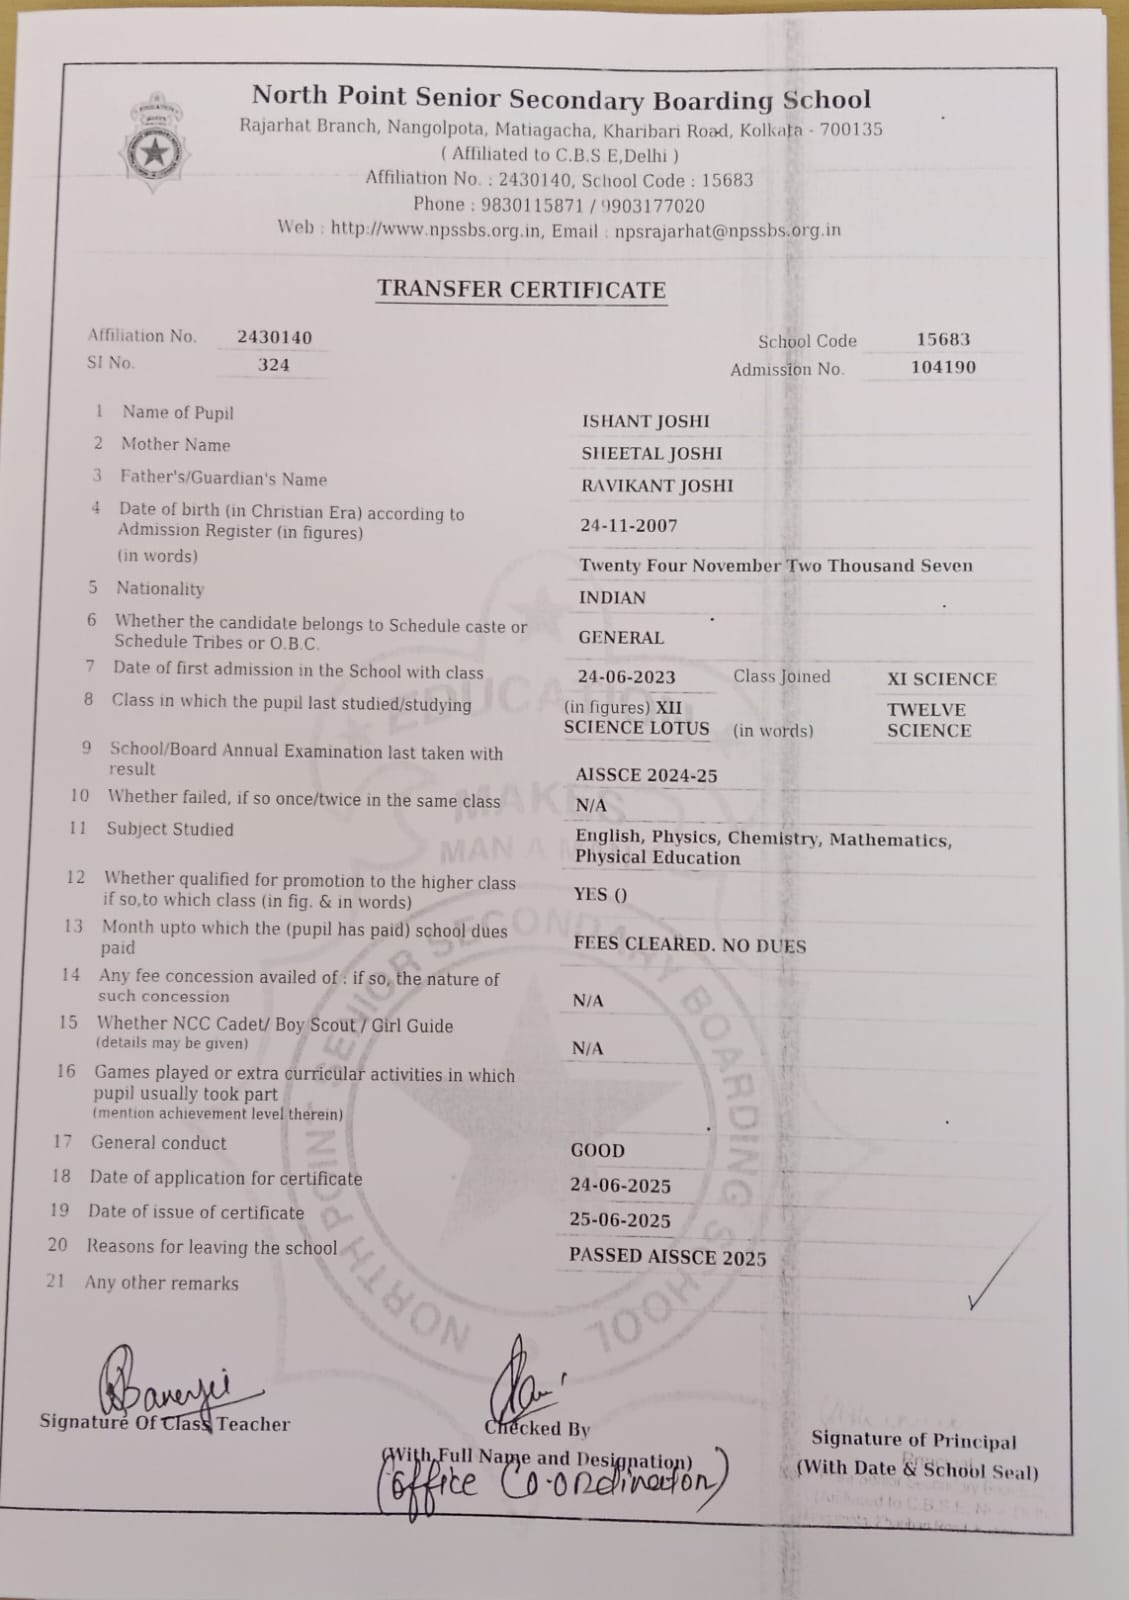 North Point Senior Secondary Boarding School
Rajarhat Branch, Nangolpota, Matiagacha, Kharibari Road, Kolkata - 700135
( Affiliated to C.B.S E,Delhi )
Affiliation No. : 2430140, School Code : 15683
Phone : 9830115871 / 9903177020
Web : http://www.npssbs.org.in, Email : npsrajarhat@npssbs.org.in
TRANSFER CERTIFICATE
Affiliation No. 2430140 School Code 15683
SI No. 324 Admission No. 104190
1 Name of Pupil ISHANT JOSHI
2 Mother Name SHEETAL JOSHI
3 Father's/Guardian's Name RAVIKANT JOSHI
4 Date of birth (in Christian Era) according to
Admission Register (in figures) 24-11-2007
(in words) Twenty Four November Two Thousand Seven
5 Nationality INDIAN
6 Whether the candidate belongs to Schedule caste or
Schedule Tribes or O.B.C. GENERAL
7 Date of first admission in the School with class 24-06-2023 Class Joined XI SCIENCE
8 Class in which the pupil last studied/studying (in figures) XII TWELVE
SCIENCE LOTUS (in words) SCIENCE
9 School/Board Annual Examination last taken with
result AISSCE 2024-25
10 Whether failed, if so once/twice in the same class N/A
11 Subject Studied English, Physics, Chemistry, Mathematics,
Physical Education
12 Whether qualified for promotion to the higher class
if so,to which class (in fig. & in words) YES ()
13 Month upto which the (pupil has paid) school dues
paid FEES CLEARED. NO DUES
14 Any fee concession availed of : if so, the nature of
such concession N/A
15 Whether NCC Cadet/ Boy Scout / Girl Guide
(details may be given) N/A
16 Games played or extra curricular activities in which
pupil usually took part
(mention achievement level therein)
17 General conduct GOOD
18 Date of application for certificate 24-06-2025
19 Date of issue of certificate 25-06-2025
20 Reasons for leaving the school PASSED AISSCE 2025
21 Any other remarks
EDUCATION
MAKES
MAN A MAN
NORTH POINT SENIOR SECONDARY BOARDING SCHOOL
Banerjee
Signature Of Class Teacher
Checked By
(With Full Name and Designation)
(Office Co-ordination)
Signature of Principal
(With Date & School Seal)